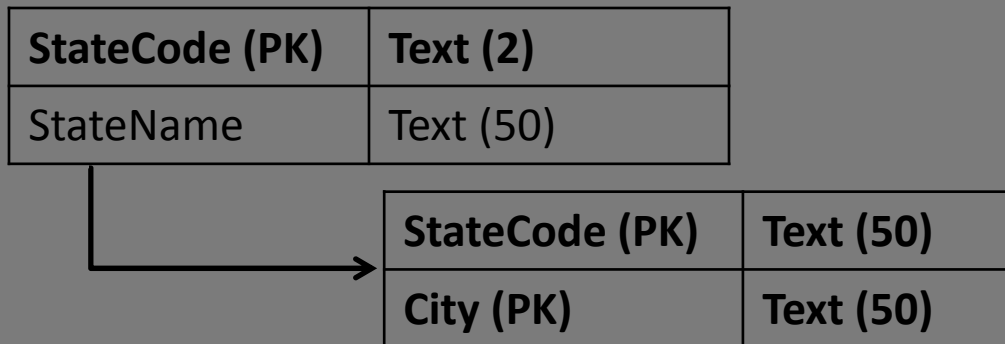 StateCode (PK) Text (2)
StateName Text (50)
StateCode (PK) Text (50)
City (PK) Text (50)